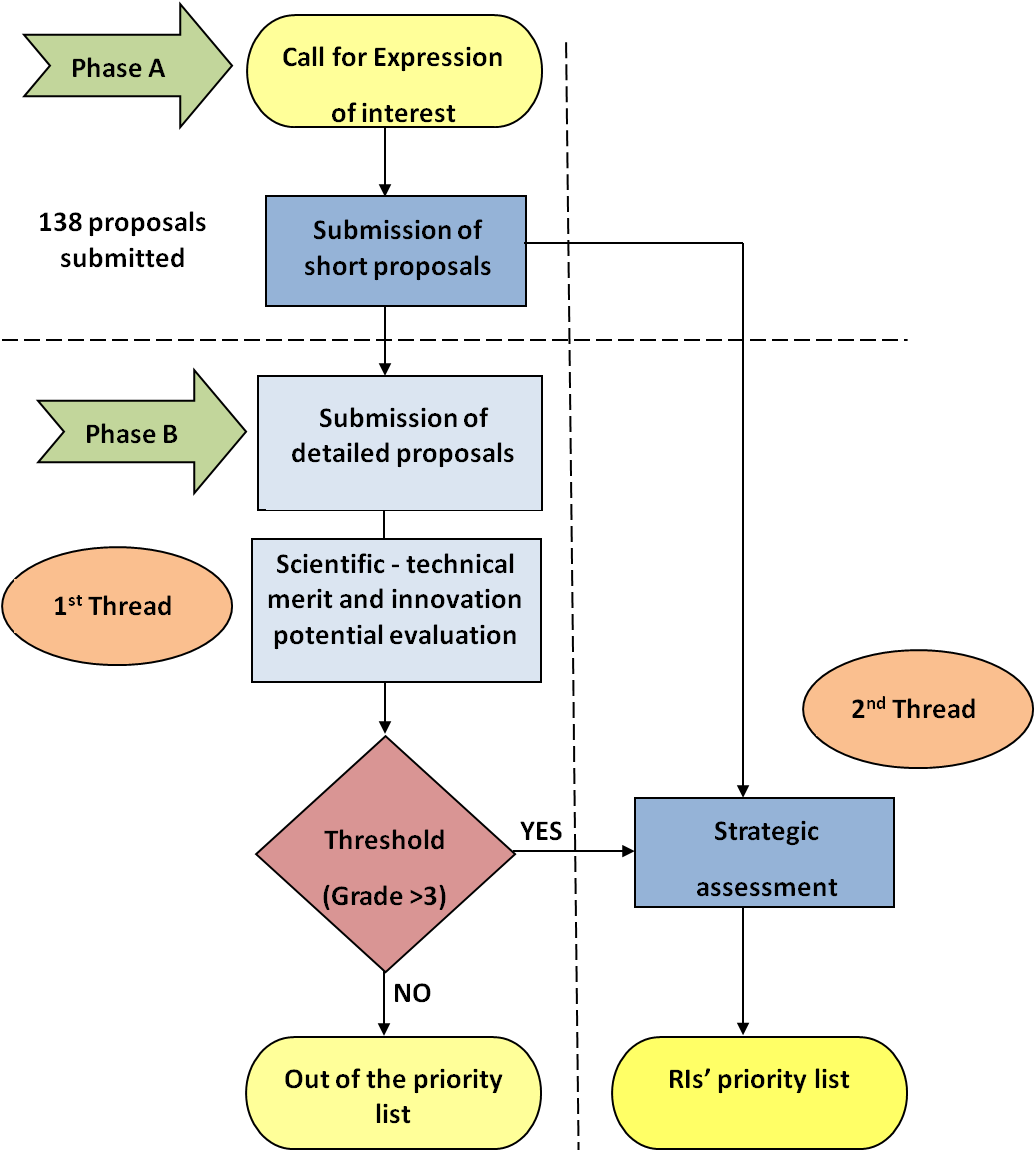 Phase A
Call for Expression
of interest
138 proposals
submitted
Submission of
short proposals
Phase B
Submission of
detailed proposals
1st Thread
Scientific - technical
merit and innovation
potential evaluation
2nd Thread
Threshold
(Grade >3)
YES
Strategic
assessment
NO
Out of the priority
list
RIs’ priority list